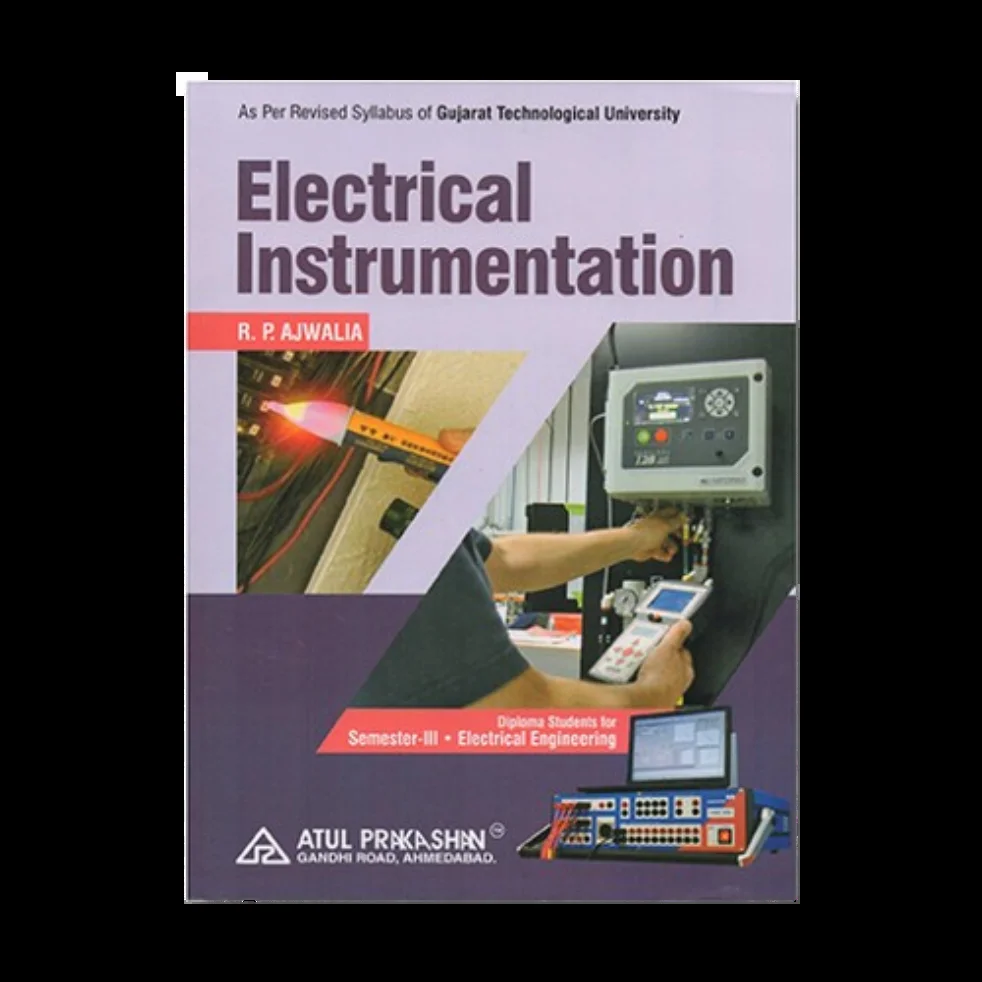 As Per Revised Syllabus of Gujarat Technological University
Electrical
Instrumentation
R. P. AJWALIA
Diploma Students for
Semester-III • Electrical Engineering
ATUL PRAKASHAN
GANDHI ROAD, AHMEDABAD.